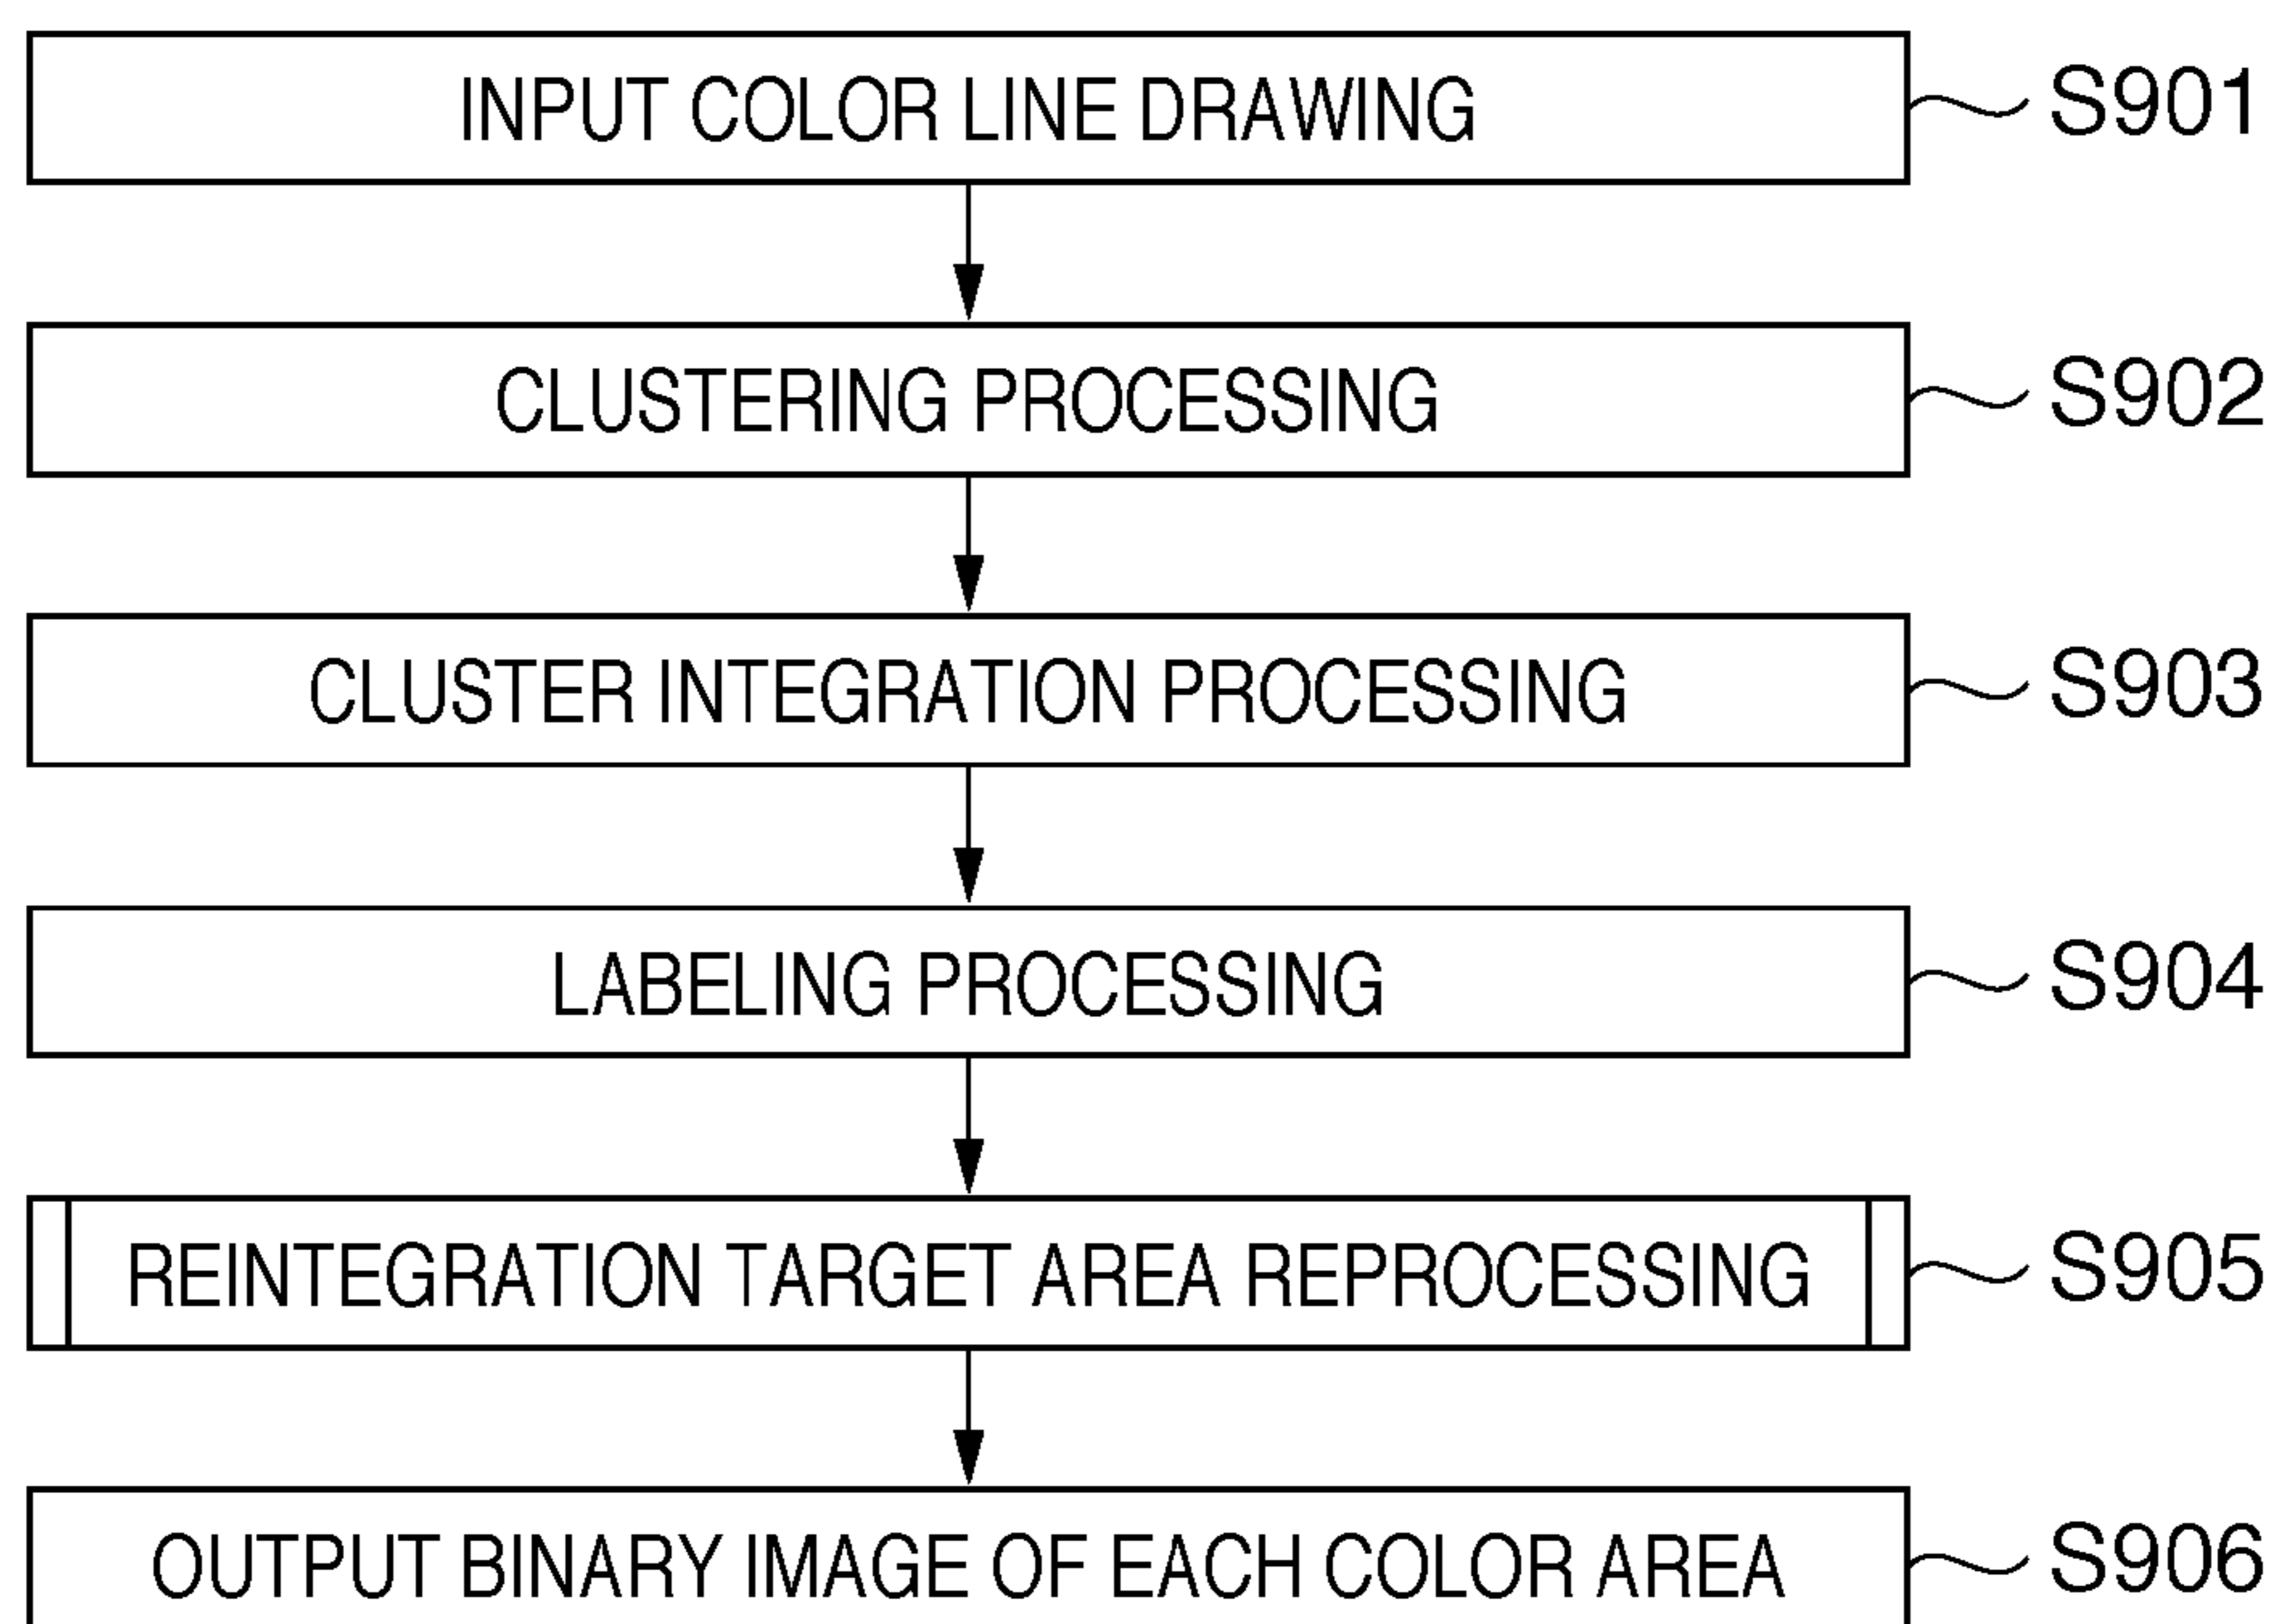 INPUT COLOR LINE DRAWING S901
CLUSTERING PROCESSING S902
CLUSTER INTEGRATION PROCESSING S903
LABELING PROCESSING S904
REINTEGRATION TARGET AREA REPROCESSING S905
OUTPUT BINARY IMAGE OF EACH COLOR AREA S906